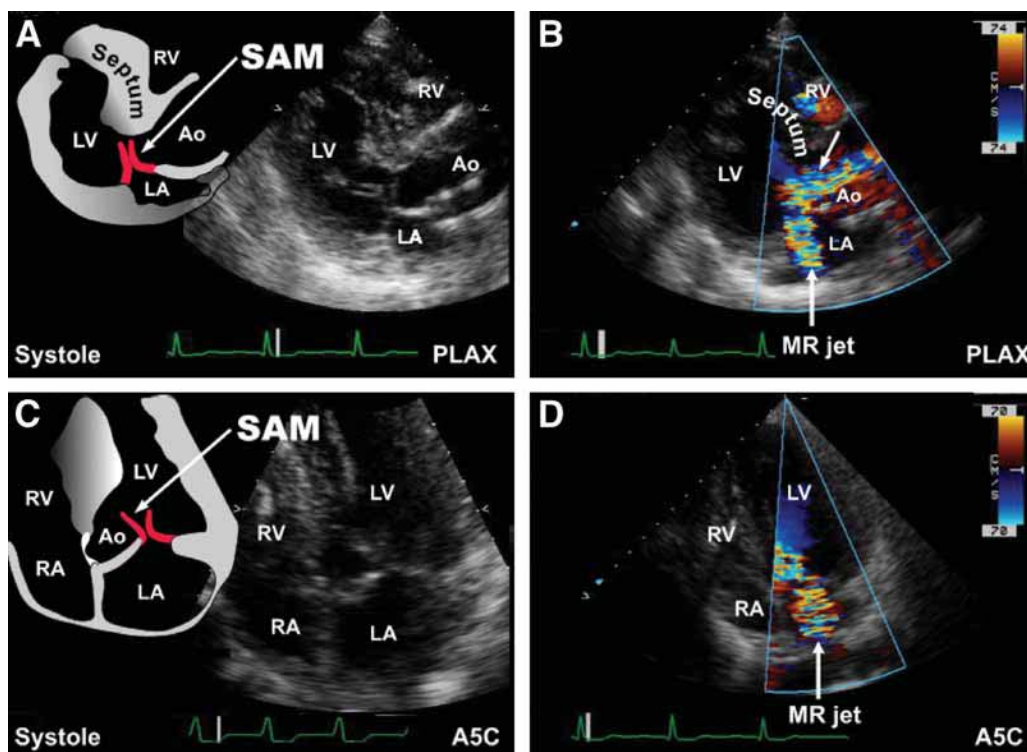 A
Septum
RV
SAM
LV
Ao
LA
RV
LV
Ao
LA
Systole
PLAX
B
74
CM/S
74
RV
Septum
LV
Ao
LA
MR jet
PLAX
C
SAM
LV
RV
Ao
RA
LA
LV
RV
RA
LA
Systole
A5C
D
70
CM/S
70
LV
RV
RA
MR jet
A5C